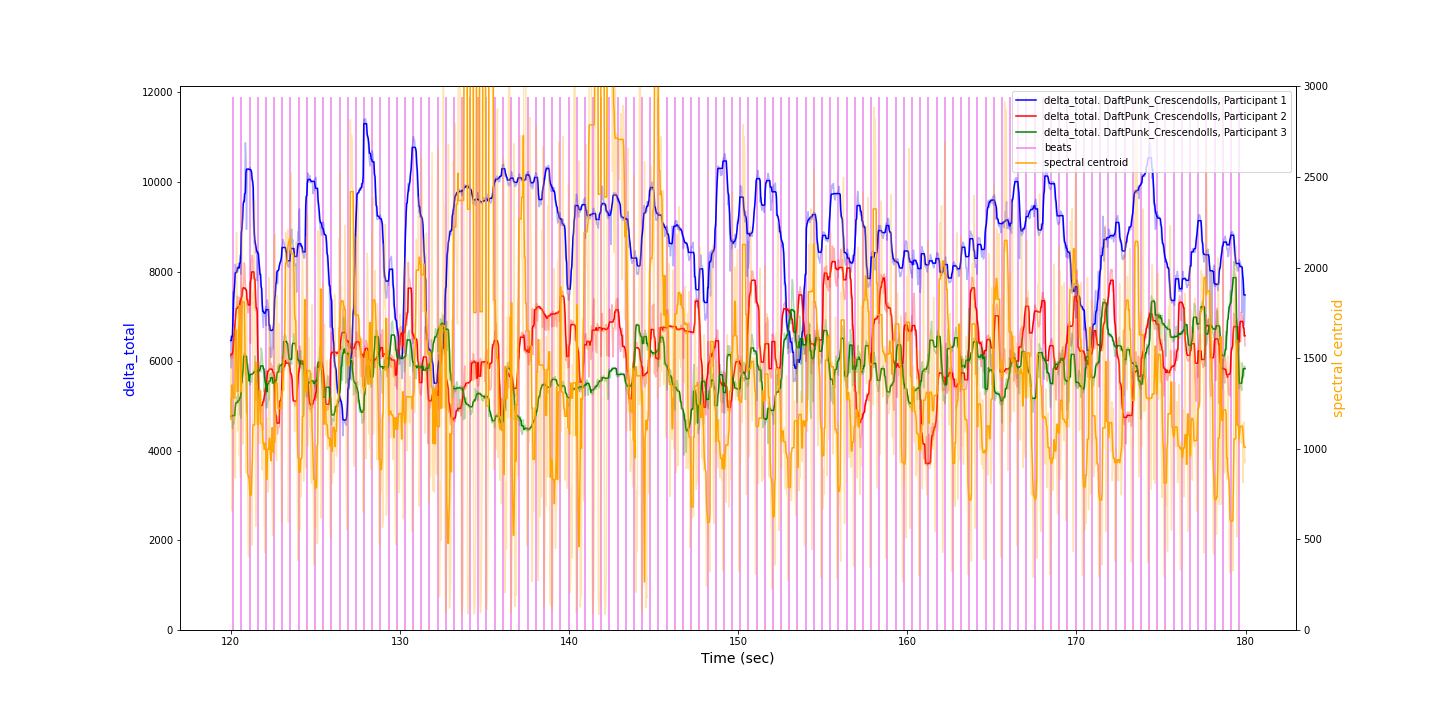 12000
10000
8000
6000
4000
2000
0
delta_total
3000
2500
2000
1500
1000
500
0
spectral centroid
delta_total. DaftPunk_Crescendolls, Participant 1
delta_total. DaftPunk_Crescendolls, Participant 2
delta_total. DaftPunk_Crescendolls, Participant 3
beats
spectral centroid
120 130 140 150 160 170 180
Time (sec)